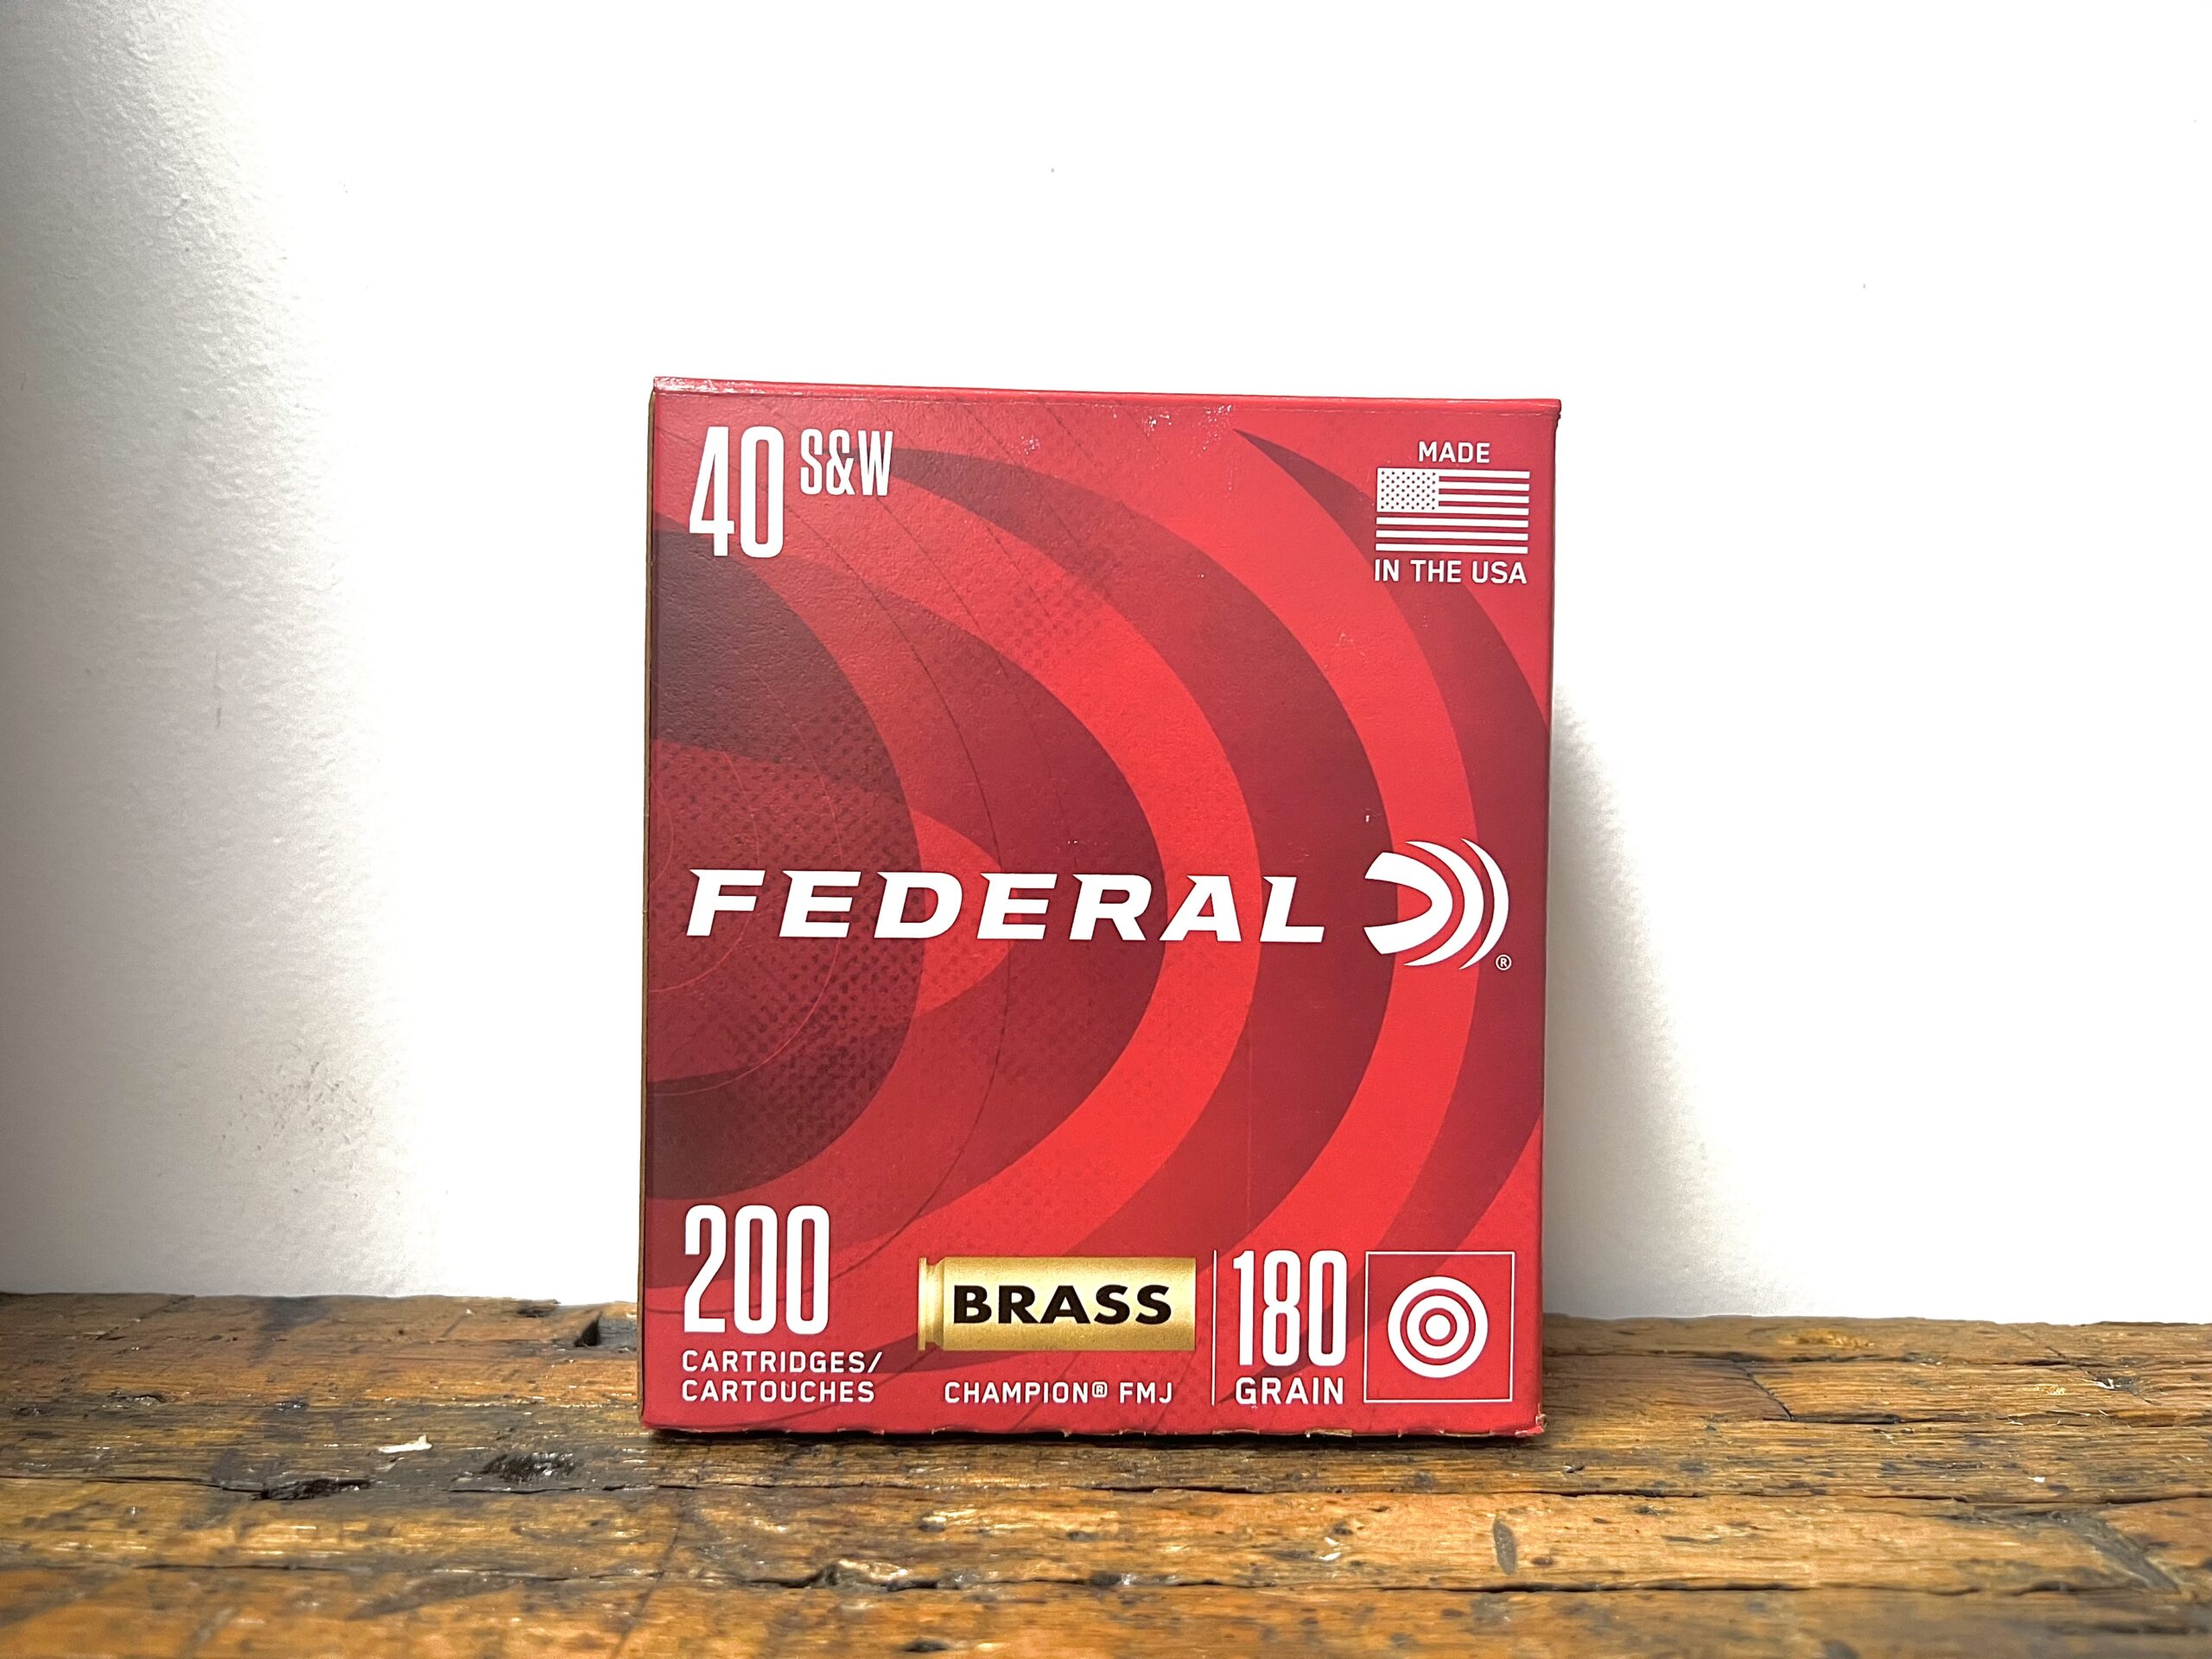 40 S&W
MADE
IN THE USA
FEDERAL ®
200
CARTRIDGES/
CARTOUCHES
BRASS
CHAMPION® FMJ
180
GRAIN